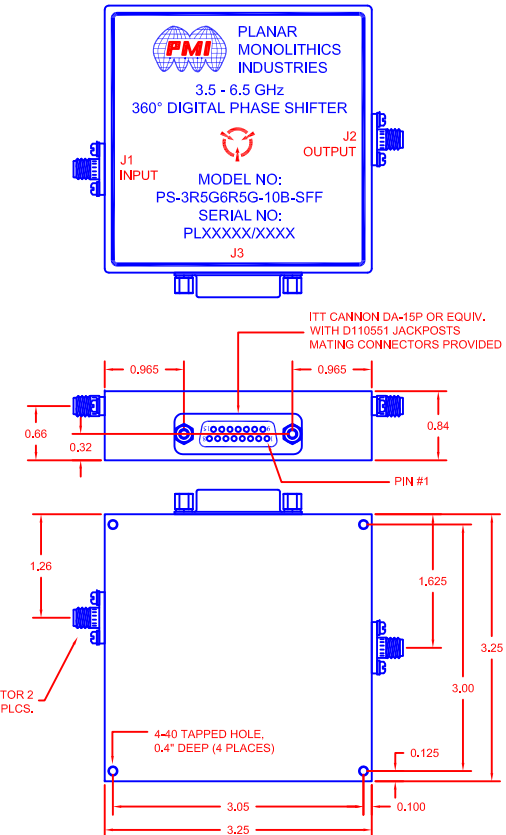 PMI
PLANAR
MONOLITHICS
INDUSTRIES
3.5 - 6.5 GHz
360° DIGITAL PHASE SHIFTER
J1
INPUT
J2
OUTPUT
MODEL NO:
PS-3R5G6R5G-10B-SFF
SERIAL NO:
PLXXXXX/XXXX
J3
ITT CANNON DA-15P OR EQUIV.
WITH D110551 JACKPOSTS
MATING CONNECTORS PROVIDED
0.965
0.965
0.66
0.32
0.84
PIN #1
1.26
1.625
3.25
3.00
TOR 2
PLCS.
4-40 TAPPED HOLE,
0.4" DEEP (4 PLACES)
0.125
3.05
0.100
3.25